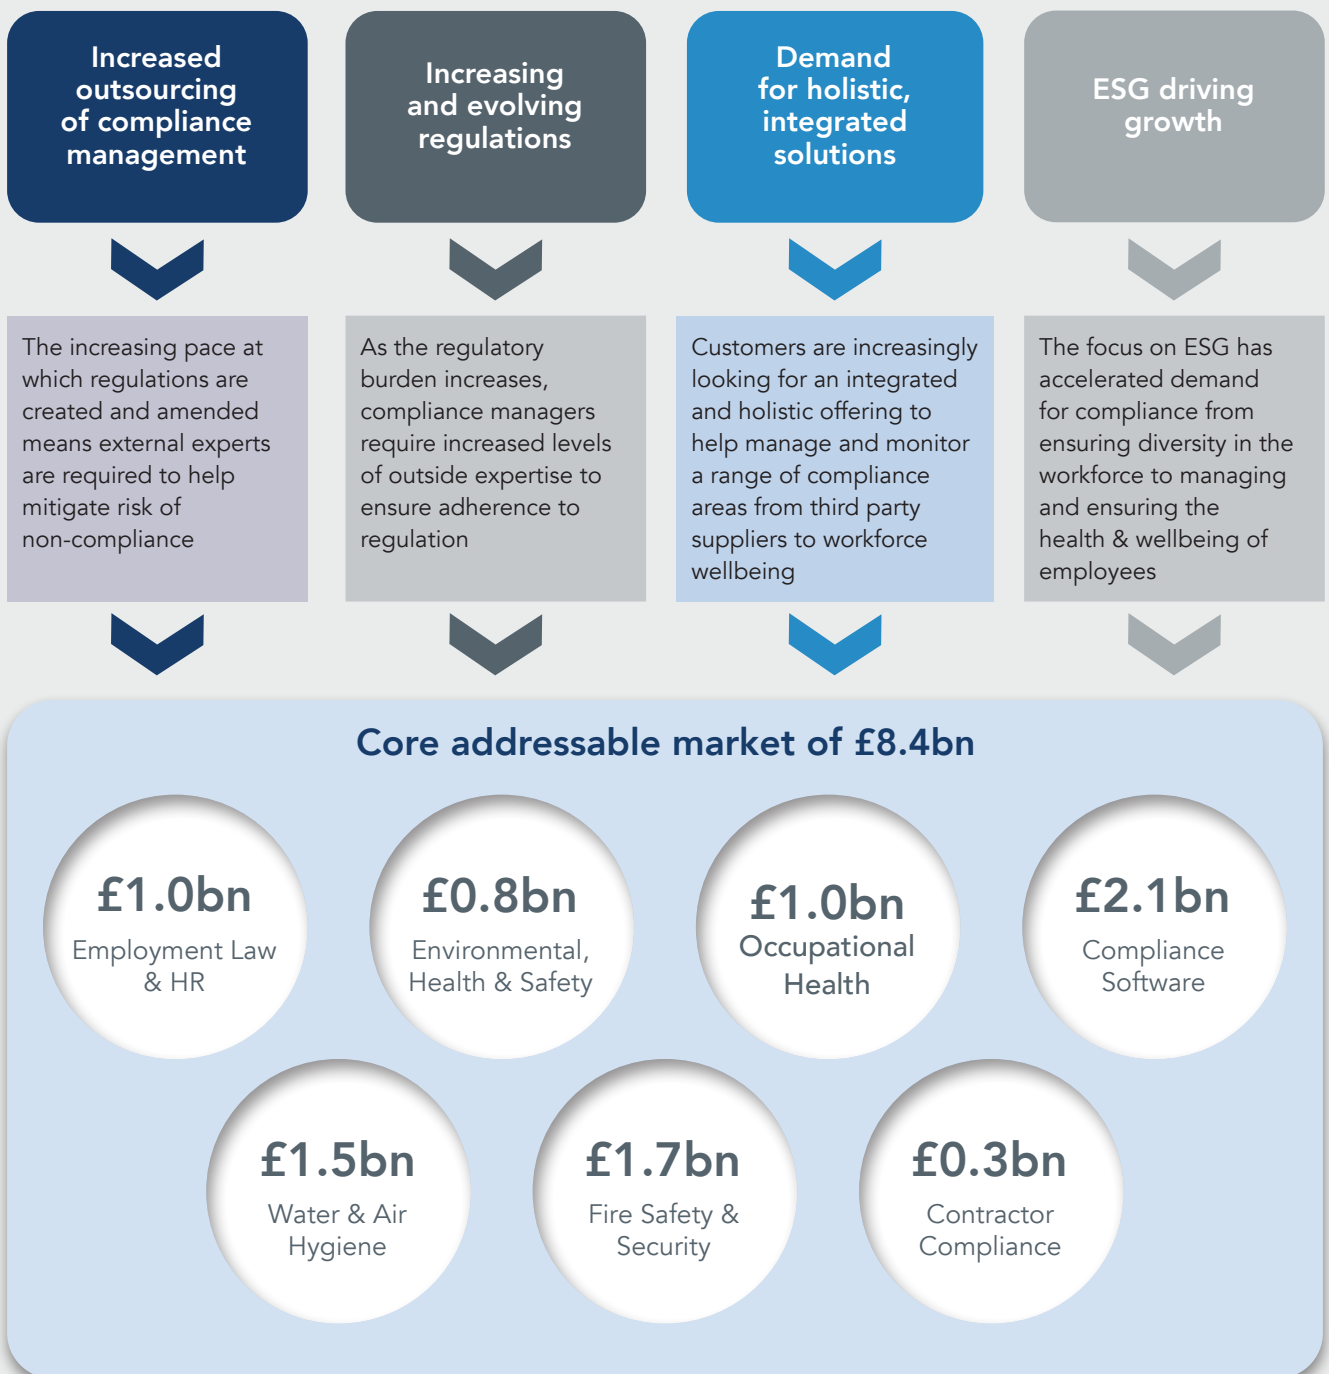 Increased
outsourcing
of compliance
management
Increasing
and evolving
regulations
Demand
for holistic,
integrated
solutions
ESG driving
growth
The increasing pace at
which regulations are
created and amended
means external experts
are required to help
mitigate risk of
non-compliance
As the regulatory
burden increases,
compliance managers
require increased levels
of outside expertise to
ensure adherence to
regulation
Customers are increasingly
looking for an integrated
and holistic offering to
help manage and monitor
a range of compliance
areas from third party
suppliers to workforce
wellbeing
The focus on ESG has
accelerated demand
for compliance from
ensuring diversity in the
workforce to managing
and ensuring the
health & wellbeing of
employees
Core addressable market of £8.4bn
£1.0bn
Employment Law
& HR
£0.8bn
Environmental,
Health & Safety
£1.0bn
Occupational
Health
£2.1bn
Compliance
Software
£1.5bn
Water & Air
Hygiene
£1.7bn
Fire Safety &
Security
£0.3bn
Contractor
Compliance